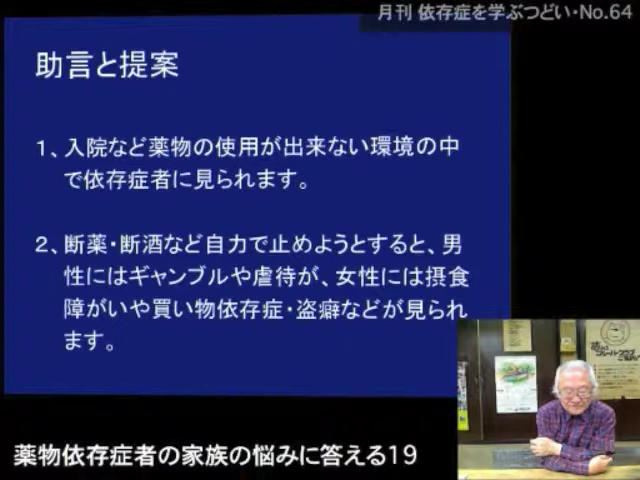 月刊 依存症を学ぶつどい・No.64
助言と提案
1、入院など薬物の使用が出来ない環境の中
で依存症者に見られます。
2、断薬・断酒など自力で止めようとすると、男
性にはギャンブルや虐待が、女性には摂食
障がいや買い物依存症・盗癖などが見られ
ます。
薬物依存症者の家族の悩みに答える19